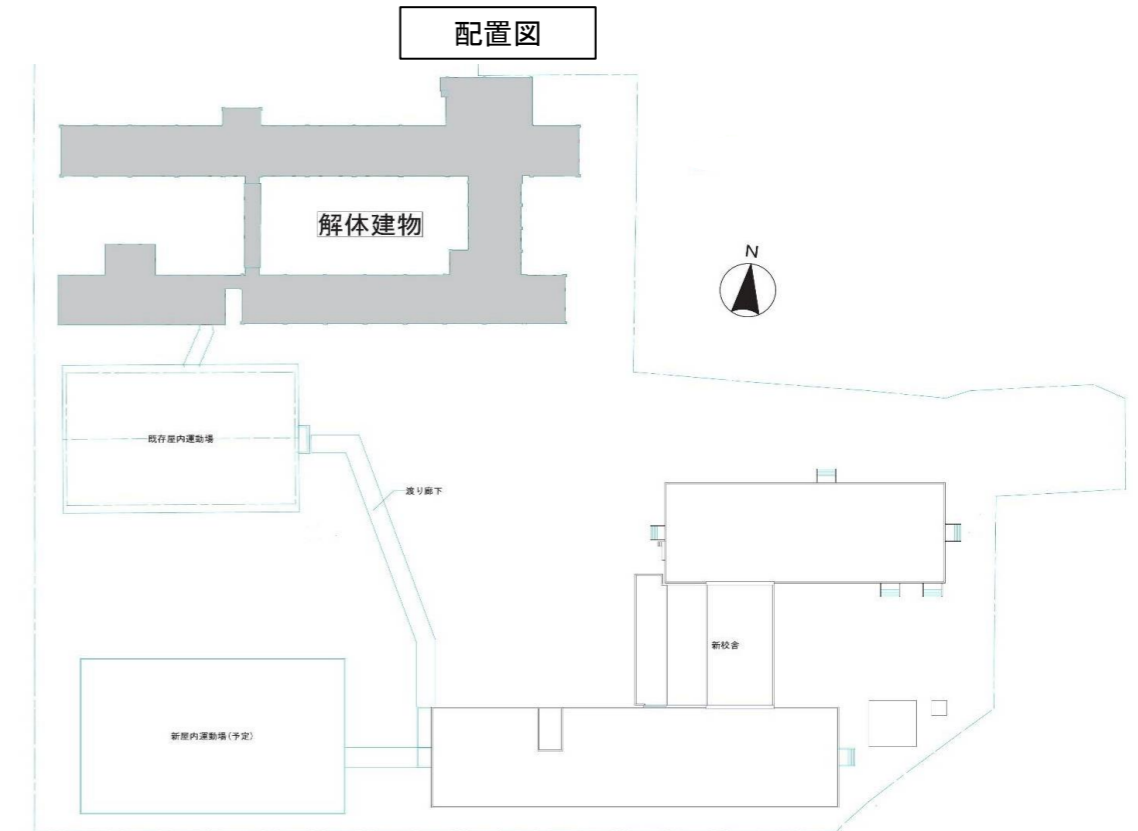 配置図
解体建物
N
既存屋内運動場
渡り廊下
新校舎
新屋内運動場(予定)